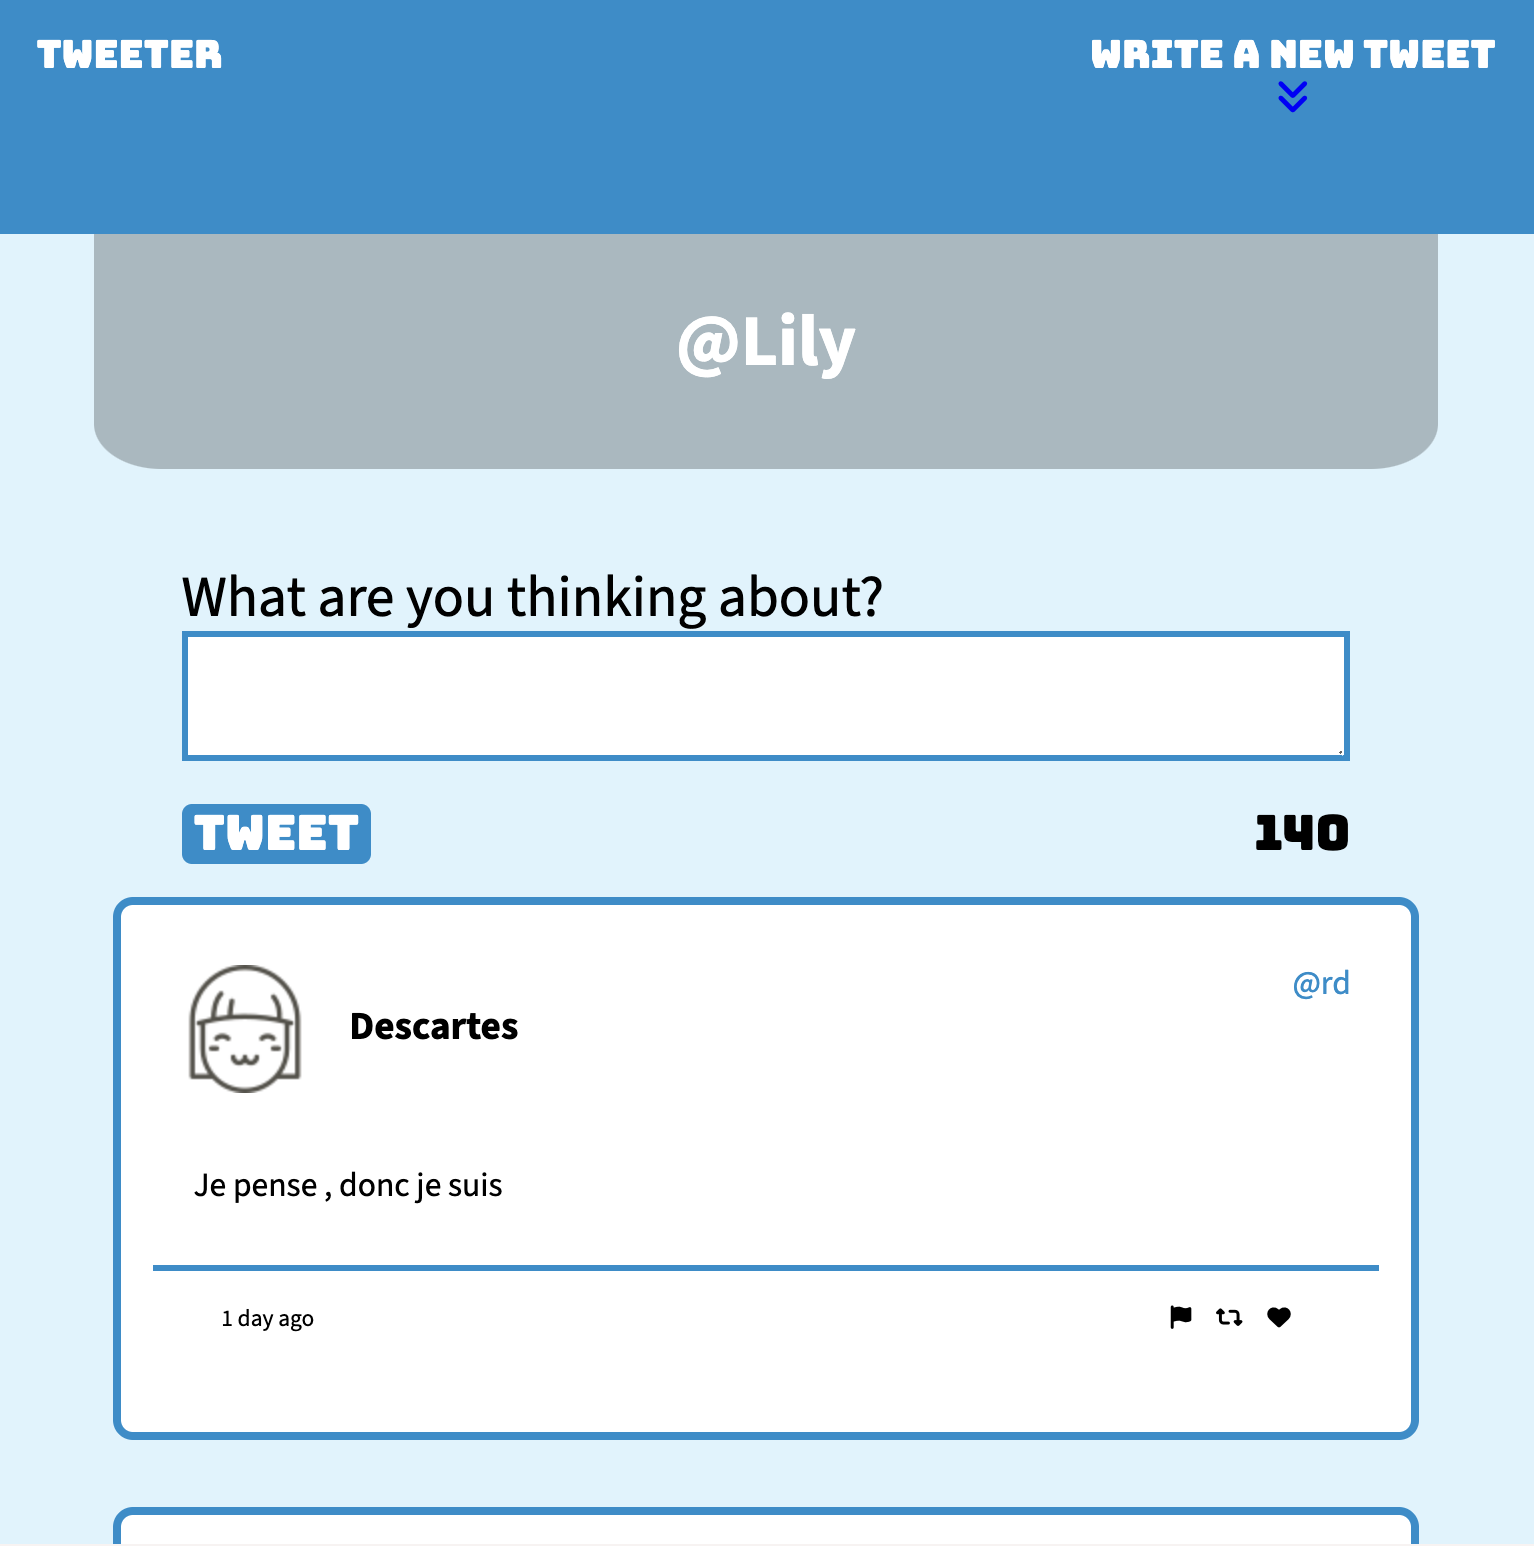 TWEETER
WRITE A NEW TWEET
@Lily
What are you thinking about?
TWEET
140
Descartes
@rd
Je pense , donc je suis
1 day ago